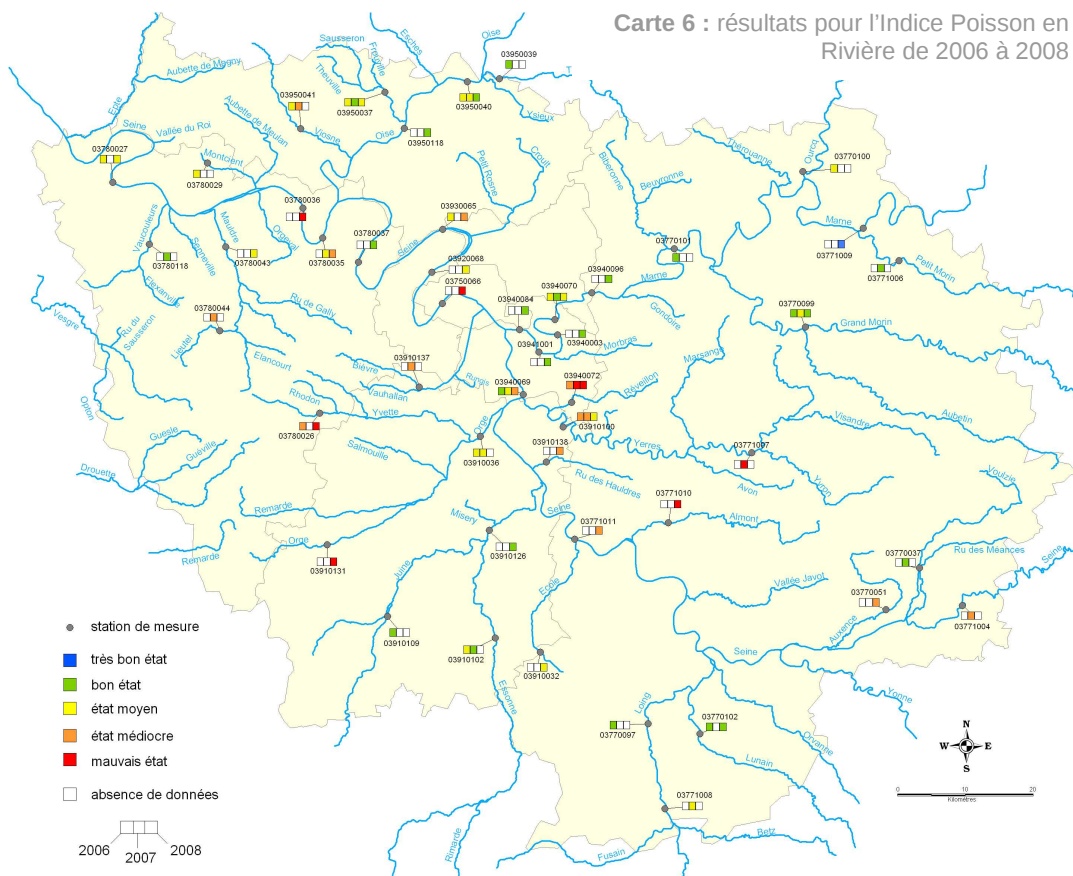 Carte 6 : résultats pour l'Indice Poisson en
Rivière de 2006 à 2008
Sausseron
Esches
Oise
03950039
T
Aubette de Magny
Theuville
Frouville
03950041
03950037
03950040
Ysieux
Epte
Aubette de Meulan
Seine
Vallée du Roi
Viosne
Oise
03950118
03780027
Montcient
03780029
Petit Rosne
Croult
Biberonne
Beuvronne
Thérouanne
Ourcq
03770100
03780036
03930065
Vaucouleurs
Mauldre
Senneville
Orgeval
03780035
03780037
Seine
03920068
03770101
Marne
03771009
03771006
Petit Morin
03780118
03780043
03750066
03940070
03940096
Marne
Flexanville
Ru de Gally
03940084
Gondoire
03770099
Grand Morin
Vesgre
Ru du
Sausseron
03780044
Lieutel
03940003
Morbras
03941001
Marsange
Elancourt
03910137
Bièvre
Vauhallan
Rungis
03940069
03940072
Réveillon
Opton
Rhodon
Yvette
Orge
03910100
Aubetin
Visandre
03780026
Guesle
Guéville
Salmouille
03910036
03910138
Yerres
03771097
Yvron
Voulzie
Drouette
Ru des Hauldres
Avon
03771010
Remarde
Misery
Seine
Almont
03771011
Remarde
Orge
03910131
03910126
03770037
Ru des Méances
Seine
Juine
Ecole
Vallée Javot
03770051
Auxence
03771004
station de mesure
03910109
03910102
03910032
Seine
très bon état
bon état
Essonne
Loing
Yonne
état moyen
03770097
03770102
Orvanne
état médiocre
Lunain
N
W E
S
mauvais état
absence de données
03771008
0 10 20
Kilomètres
2006 2007 2008
Rimarde
Fusain
Betz